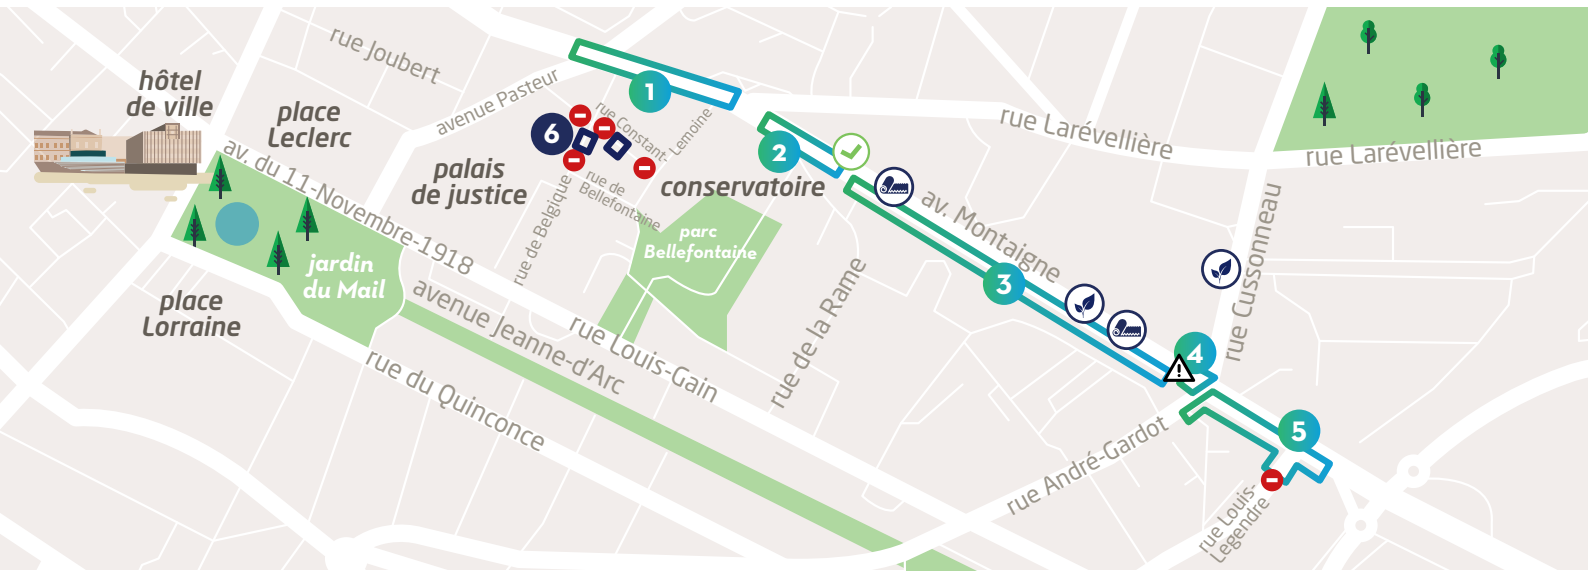 rue Joubert
hôtel
de ville
place
Leclerc
avenue Pasteur
1
6
rue Constant-
Lemoine
2
rue Larévellière
rue Larévellière
av. du 11-Novembre-1918
palais
de justice
conservatoire
rue de
Bellefontaine
rue de Belgique
parc
Bellefontaine
av. Montaigne
3
rue Cussonneau
jardin
du Mail
place
Lorraine
avenue Jeanne-d'Arc
rue Louis-Gain
rue de la Rame
rue du Quinconce
4
!
5
rue André-Gardot
rue Louis-
Legendre